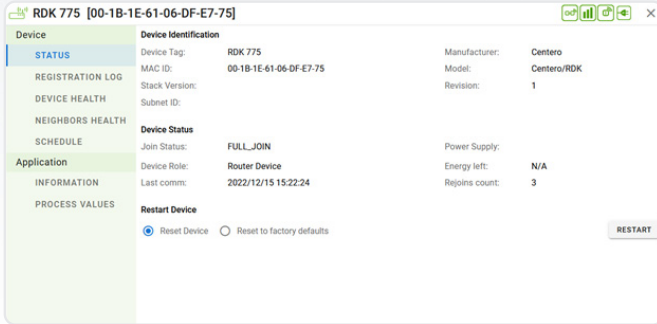 RDK 775 [00-1B-1E-61-06-DF-E7-75]
Device
STATUS
REGISTRATION LOG
DEVICE HEALTH
NEIGHBORS HEALTH
SCHEDULE
Application
INFORMATION
PROCESS VALUES
Device Identification
Device Tag: RDK 775 Manufacturer: Centero
MAC ID: 00-1B-1E-61-06-DF-E7-75 Model: Centero/RDK
Stack Version: Revision: 1
Subnet ID:
Device Status
Join Status: FULL_JOIN Power Supply:
Device Role: Router Device Energy left: N/A
Last comm: 2022/12/15 15:22:24 Rejoins count: 3
Restart Device
Reset Device Reset to factory defaults RESTART